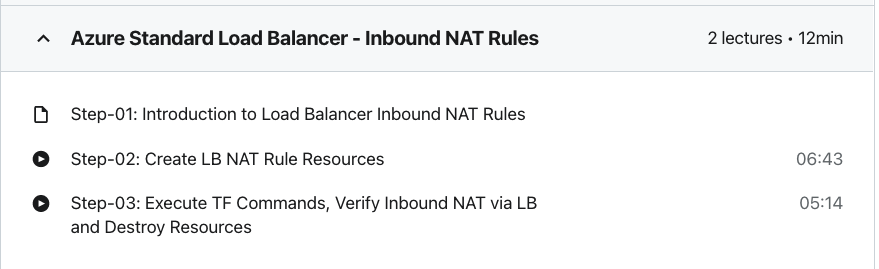 Azure Standard Load Balancer - Inbound NAT Rules 2 lectures • 12min
Step-01: Introduction to Load Balancer Inbound NAT Rules
Step-02: Create LB NAT Rule Resources 06:43
Step-03: Execute TF Commands, Verify Inbound NAT via LB 05:14
and Destroy Resources